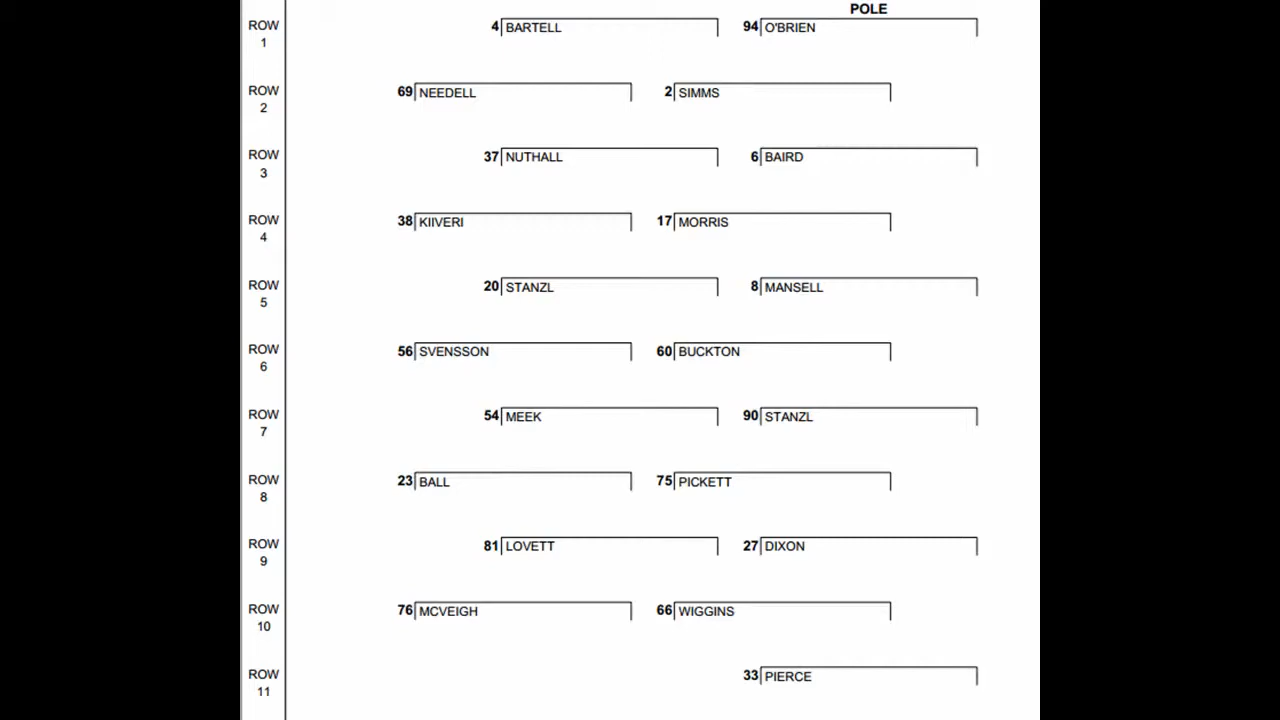 POLE
ROW 1 4 BARTELL 94 O'BRIEN
ROW 2 69 NEEDELL 2 SIMMS
ROW 3 37 NUTHALL 6 BAIRD
ROW 4 38 KIIVERI 17 MORRIS
ROW 5 20 STANZL 8 MANSELL
ROW 6 56 SVENSSON 60 BUCKTON
ROW 7 54 MEEK 90 STANZL
ROW 8 23 BALL 75 PICKETT
ROW 9 81 LOVETT 27 DIXON
ROW 10 76 MCVEIGH 66 WIGGINS
ROW 11 33 PIERCE